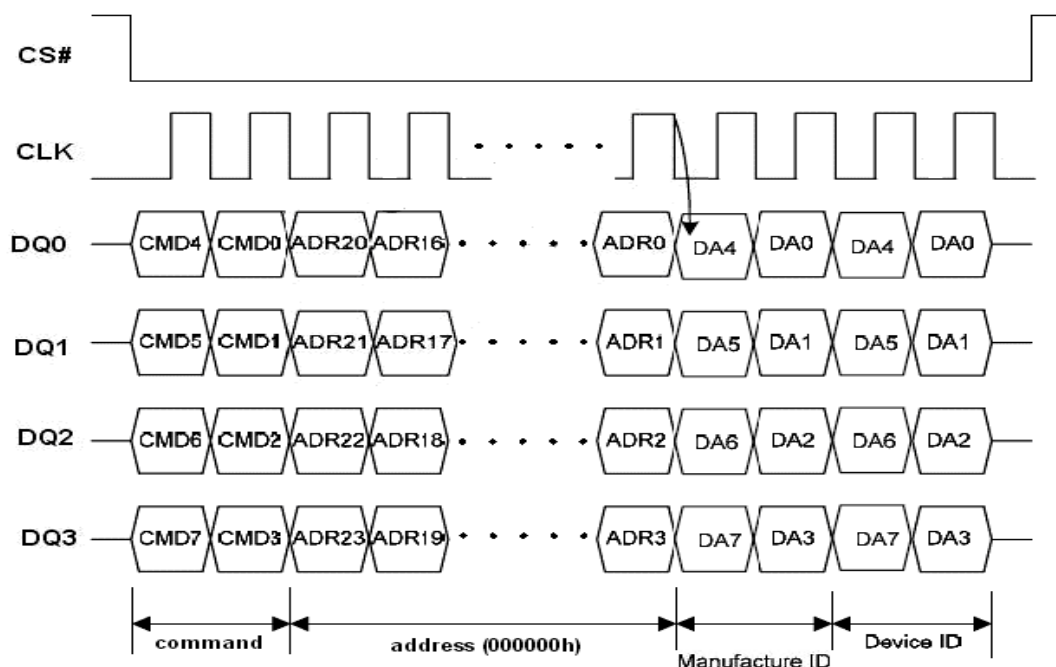 CS#
CLK
DQ0 CMD4 CMD0 ADR20 ADR16 ADR0 DA4 DA0 DA4 DA0
DQ1 CMD5 CMD1 ADR21 ADR17 ADR1 DA5 DA1 DA5 DA1
DQ2 CMD6 CMD2 ADR22 ADR18 ADR2 DA6 DA2 DA6 DA2
DQ3 CMD7 CMD3 ADR23 ADR19 ADR3 DA7 DA3 DA7 DA3
command address (000000h) Manufacture ID Device ID